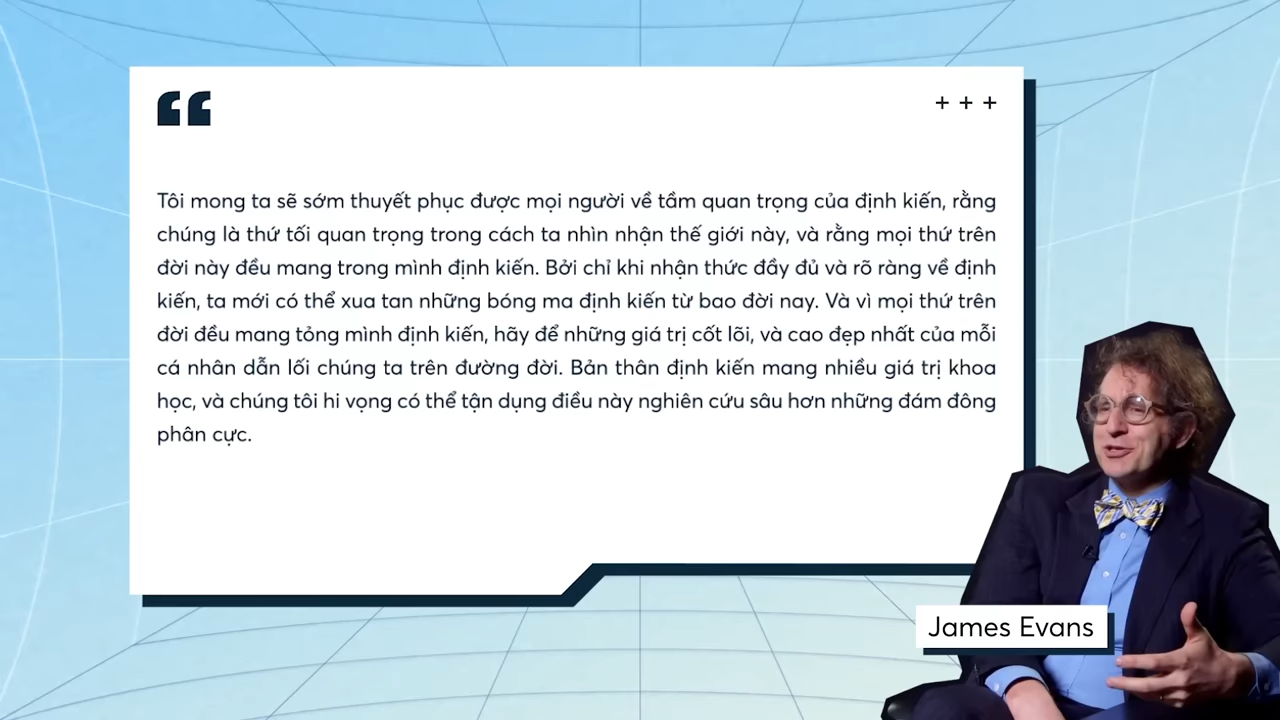 Tôi mong ta sẽ sớm thuyết phục được mọi người về tầm quan trọng của định kiến, rằng
chúng là thứ tối quan trọng trong cách ta nhìn nhận thế giới này, và rằng mọi thứ trên
đời này đều mang trong mình định kiến. Bởi chỉ khi nhận thức đầy đủ và rõ ràng về định
kiến, ta mới có thể xua tan những bóng ma định kiến từ bao đời nay. Và vì mọi thứ trên
đời đều mang tỏng mình định kiến, hãy để những giá trị cốt lõi, và cao đẹp nhất của mỗi
cá nhân dẫn lối chúng ta trên đường đời. Bản thân định kiến mang nhiều giá trị khoa
học, và chúng tôi hi vọng có thể tận dụng điều này nghiên cứu sâu hơn những đám đông
phân cực.
James Evans